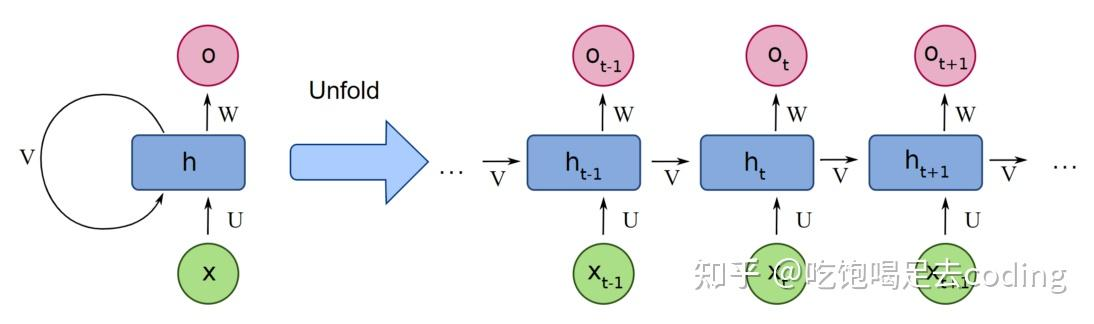 o
o_{t-1}
o_t
o_{t+1}
Unfold
W
W
W
W
V
h
...
V
h_{t-1}
V
h_t
V
h_{t+1}
V
...
U
U
U
U
x
x_{t-1}
x_t
x_{t+1}
知乎 @吃饱喝足去coding